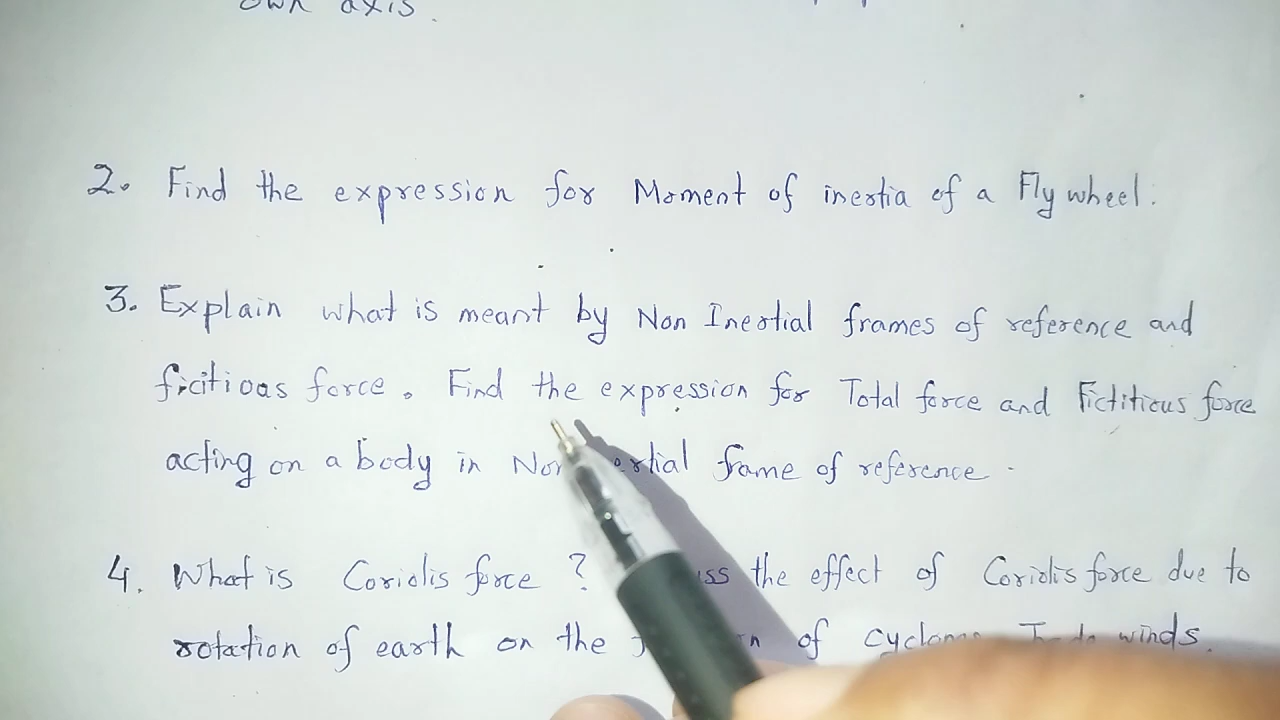 own axis.
2. Find the expression for Moment of inertia of a Fly wheel.
3. Explain what is meant by Non Inertial frames of reference and
ficitious force. Find the expression for Total force and Fictitious force
acting on a body in frame of reference.
4. What is Coriolis force? the effect of Coriolis force due to
rotation of earth on the of winds.